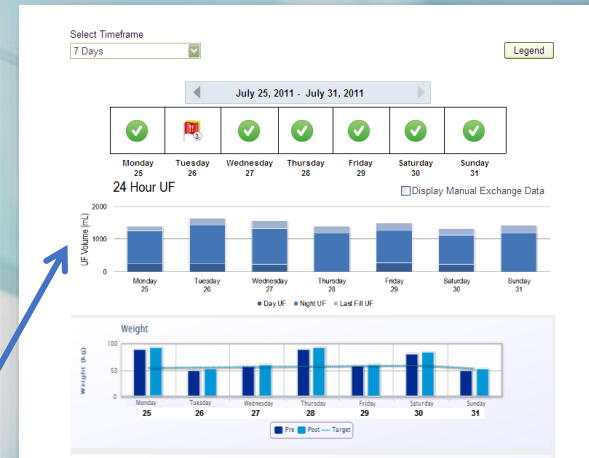 Select Timeframe
7 Days
Legend
July 25, 2011 - July 31, 2011
!!
1
Monday Tuesday Wednesday Thursday Friday Saturday Sunday
25 26 27 28 29 30 31
24 Hour UF
Display Manual Exchange Data
UF Volume (mL)
2000
1000
0
Monday Tuesday Wednesday Thursday Friday Saturday Sunday
25 26 27 28 29 30 31
Day UF Night UF Last Fill UF
Weight
Weight (kg)
100
50
0
Monday Tuesday Wednesday Thursday Friday Saturday Sunday
25 26 27 28 29 30 31
Pre Post Target